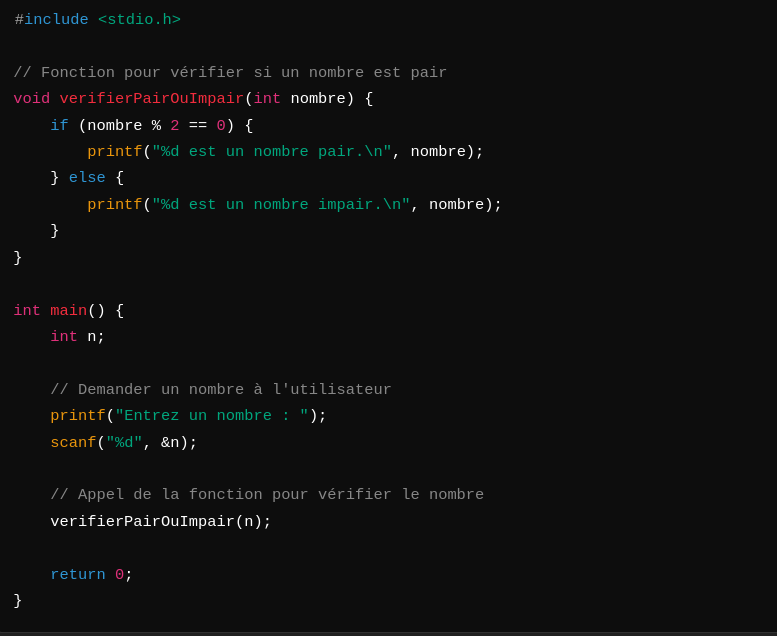 #include <stdio.h>
// Fonction pour vérifier si un nombre est pair
void verifierPairOuImpair(int nombre) {
    if (nombre % 2 == 0) {
        printf("%d est un nombre pair.\n", nombre);
    } else {
        printf("%d est un nombre impair.\n", nombre);
    }
}
int main() {
    int n;
    // Demander un nombre à l'utilisateur
    printf("Entrez un nombre : ");
    scanf("%d", &n);
    // Appel de la fonction pour vérifier le nombre
    verifierPairOuImpair(n);
    return 0;
}